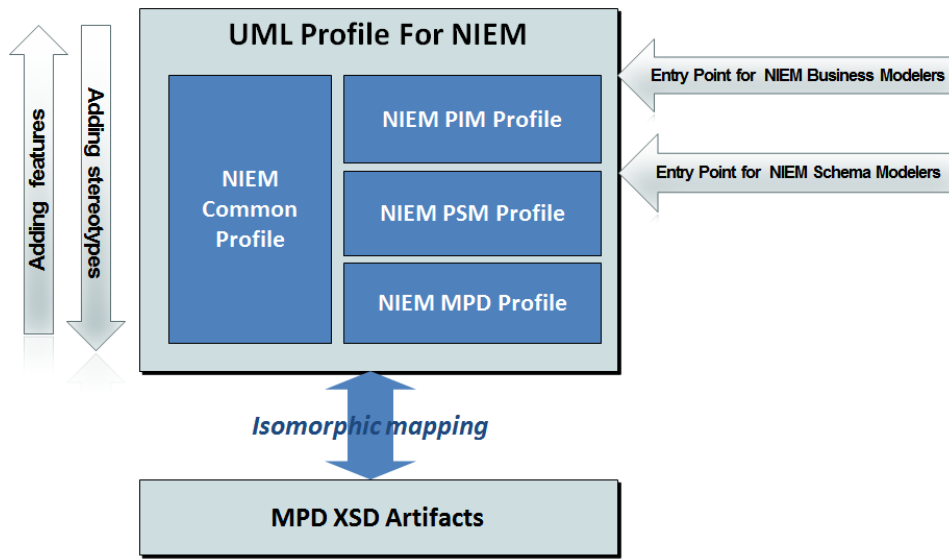 UML Profile For NIEM
Adding features
Adding stereotypes
NIEM
Common
Profile
NIEM PIM Profile
NIEM PSM Profile
NIEM MPD Profile
Entry Point for NIEM Business Modelers
Entry Point for NIEM Schema Modelers
Isomorphic mapping
MPD XSD Artifacts